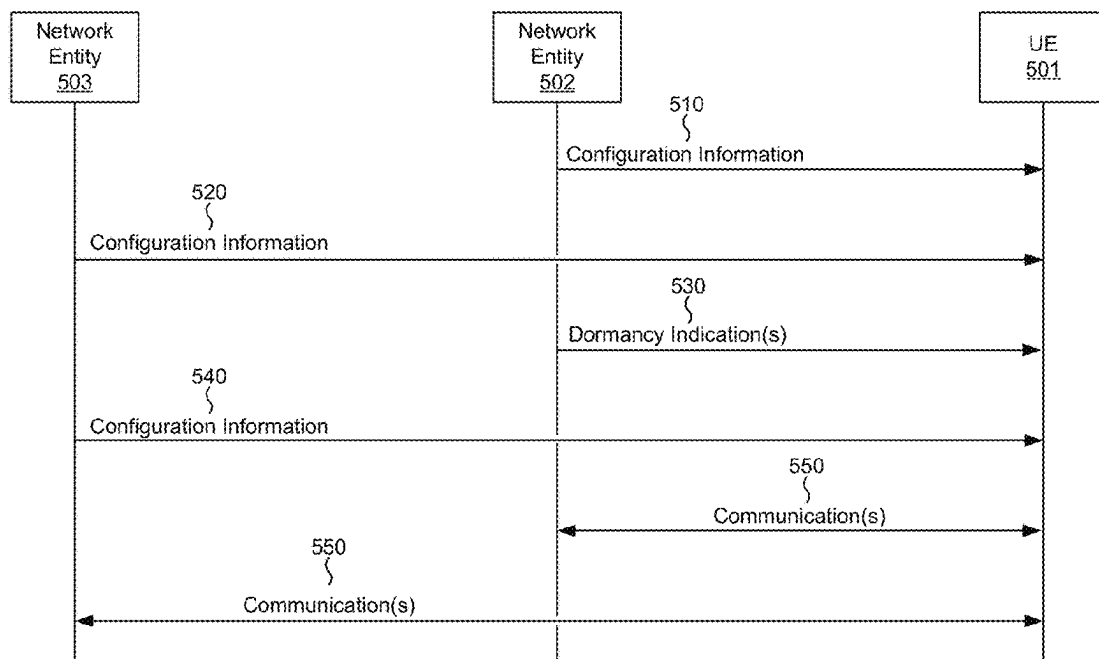 Network
Entity
503
Network
Entity
502
UE
501
510
Configuration Information
520
Configuration Information
530
Dormancy Indication(s)
540
Configuration Information
550
Communication(s)
550
Communication(s)